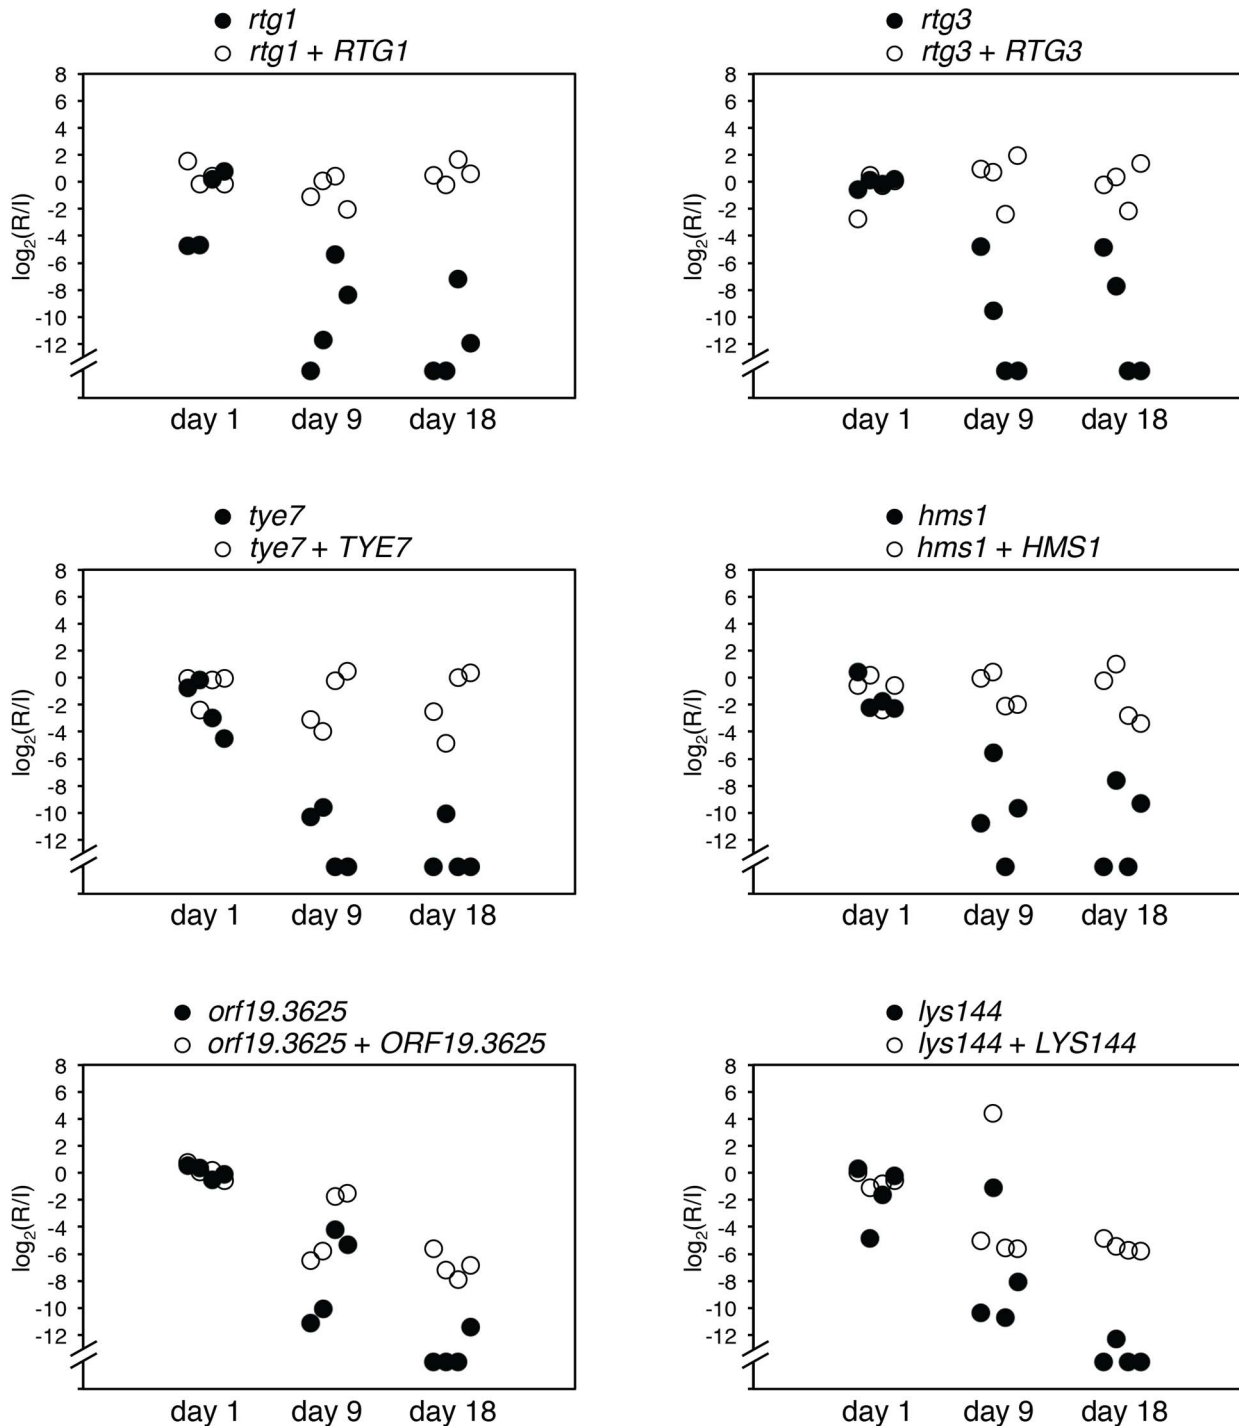 rtg1
rtg1 + RTG1
8
6
4
2
0
-2
-4
-6
-8
-10
-12
log2(R/I)
day 1 day 9 day 18
rtg3
rtg3 + RTG3
8
6
4
2
0
-2
-4
-6
-8
-10
-12
log2(R/I)
day 1 day 9 day 18
tye7
tye7 + TYE7
8
6
4
2
0
-2
-4
-6
-8
-10
-12
log2(R/I)
day 1 day 9 day 18
hms1
hms1 + HMS1
8
6
4
2
0
-2
-4
-6
-8
-10
-12
log2(R/I)
day 1 day 9 day 18
orf19.3625
orf19.3625 + ORF19.3625
8
6
4
2
0
-2
-4
-6
-8
-10
-12
log2(R/I)
day 1 day 9 day 18
lys144
lys144 + LYS144
8
6
4
2
0
-2
-4
-6
-8
-10
-12
log2(R/I)
day 1 day 9 day 18